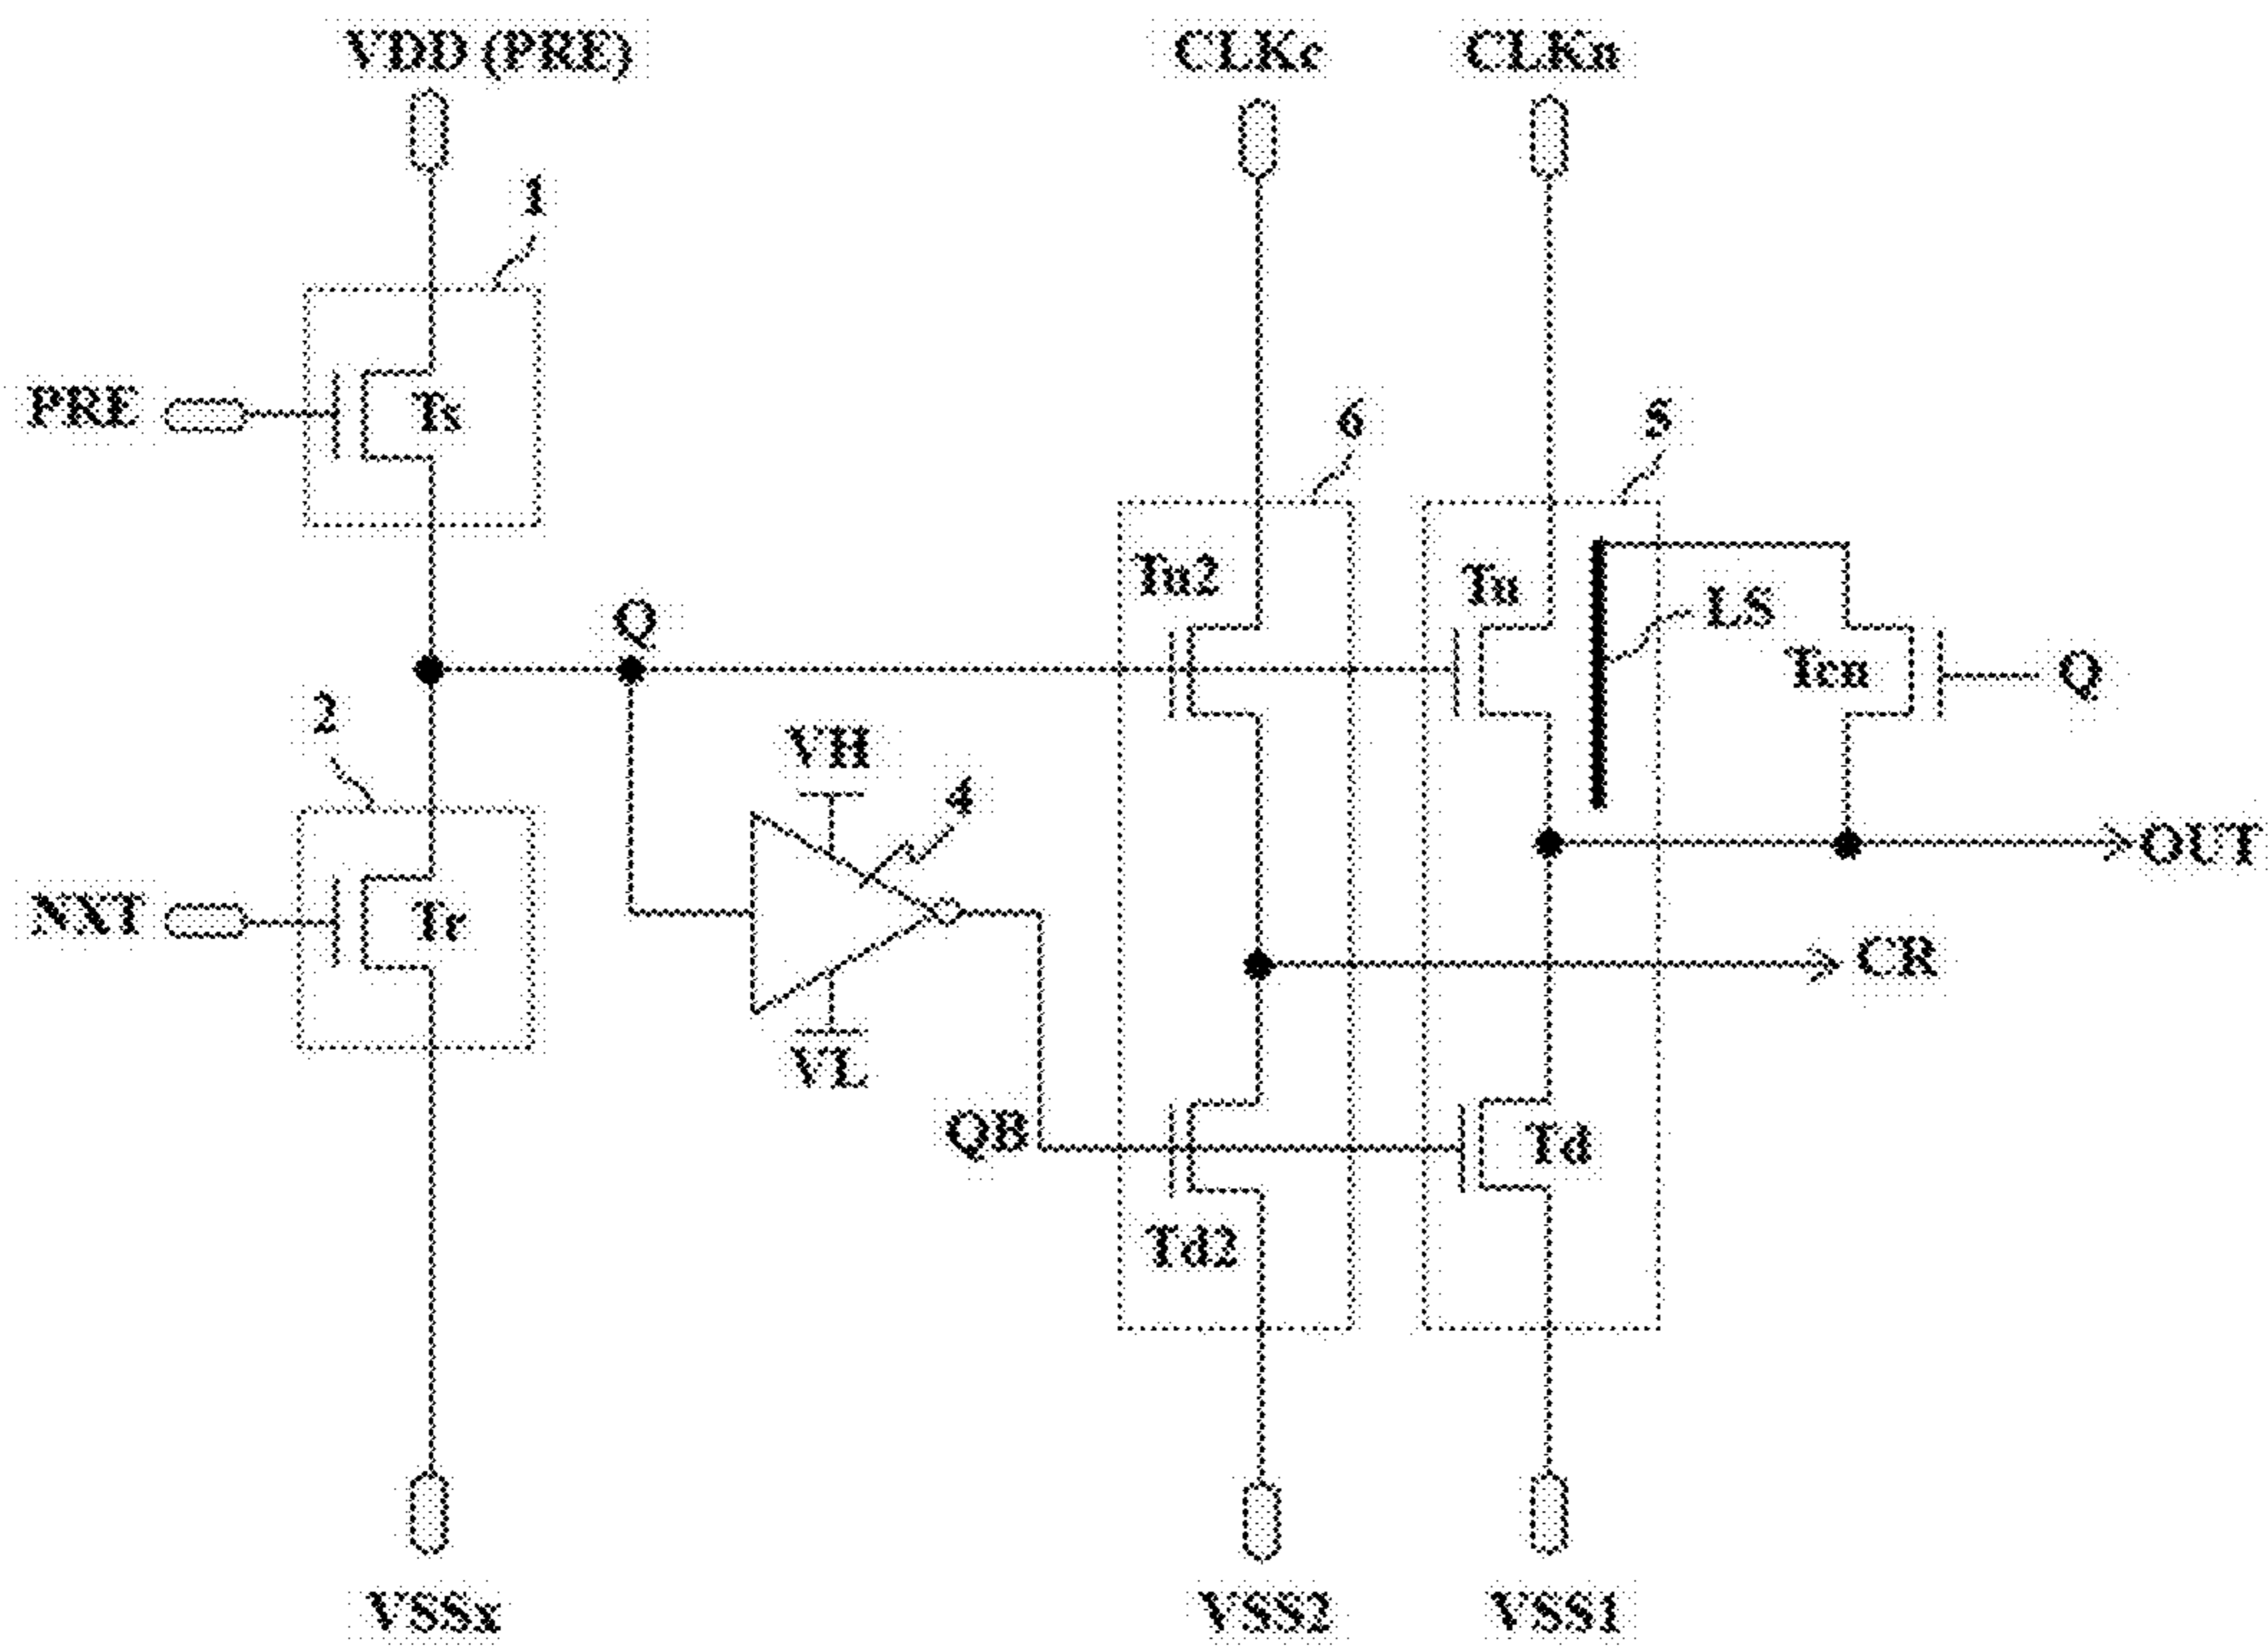 VDD (PRE)
CLKc
CLKn
1
PRE
Ts
6
5
Tu2
Tu
LS
Q
Tcn
Q
2
VH
4
OUT
NXT
Tr
CR
VL
QB
Td
Td2
VSSx
VSS2
VSS1